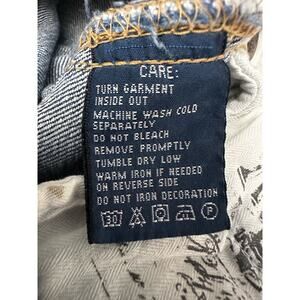 CARE:
TURN GARMENT
INSIDE OUT
MACHINE WASH COLD
SEPARATELY
DO NOT BLEACH
REMOVE PROMPTLY
TUMBLE DRY LOW
WARM IRON IF NEEDED
ON REVERSE SIDE
DO NOT IRON DECORATION
30 P